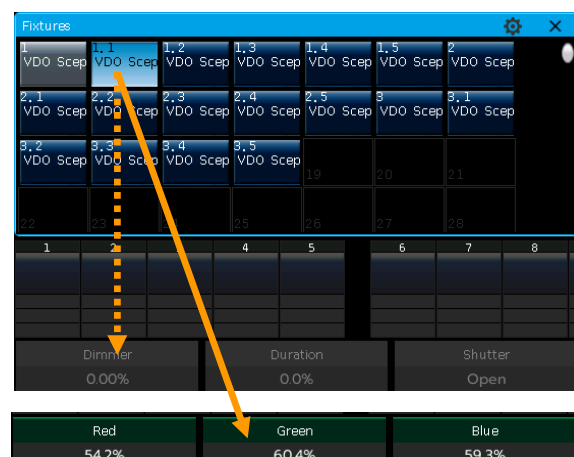 Fixtures
1 1.1 1.2 1.3 1.4 1.5 2
VDO Scep VDO Scep VDO Scep VDO Scep VDO Scep VDO Scep VDO Scep
2.1 2.2 2.3 2.4 2.5 3 3.1
VDO Scep VDO Scep VDO Scep VDO Scep VDO Scep VDO Scep VDO Scep
3.2 3.3 3.4 3.5
VDO Scep VDO Scep VDO Scep VDO Scep
19 20 21
22 23 25 26 27 28
1 2 4 5 6 7 8
Dimmer Duration Shutter
0.00% 0.0% Open
Red Green Blue
54.2% 60.4% 59.3%